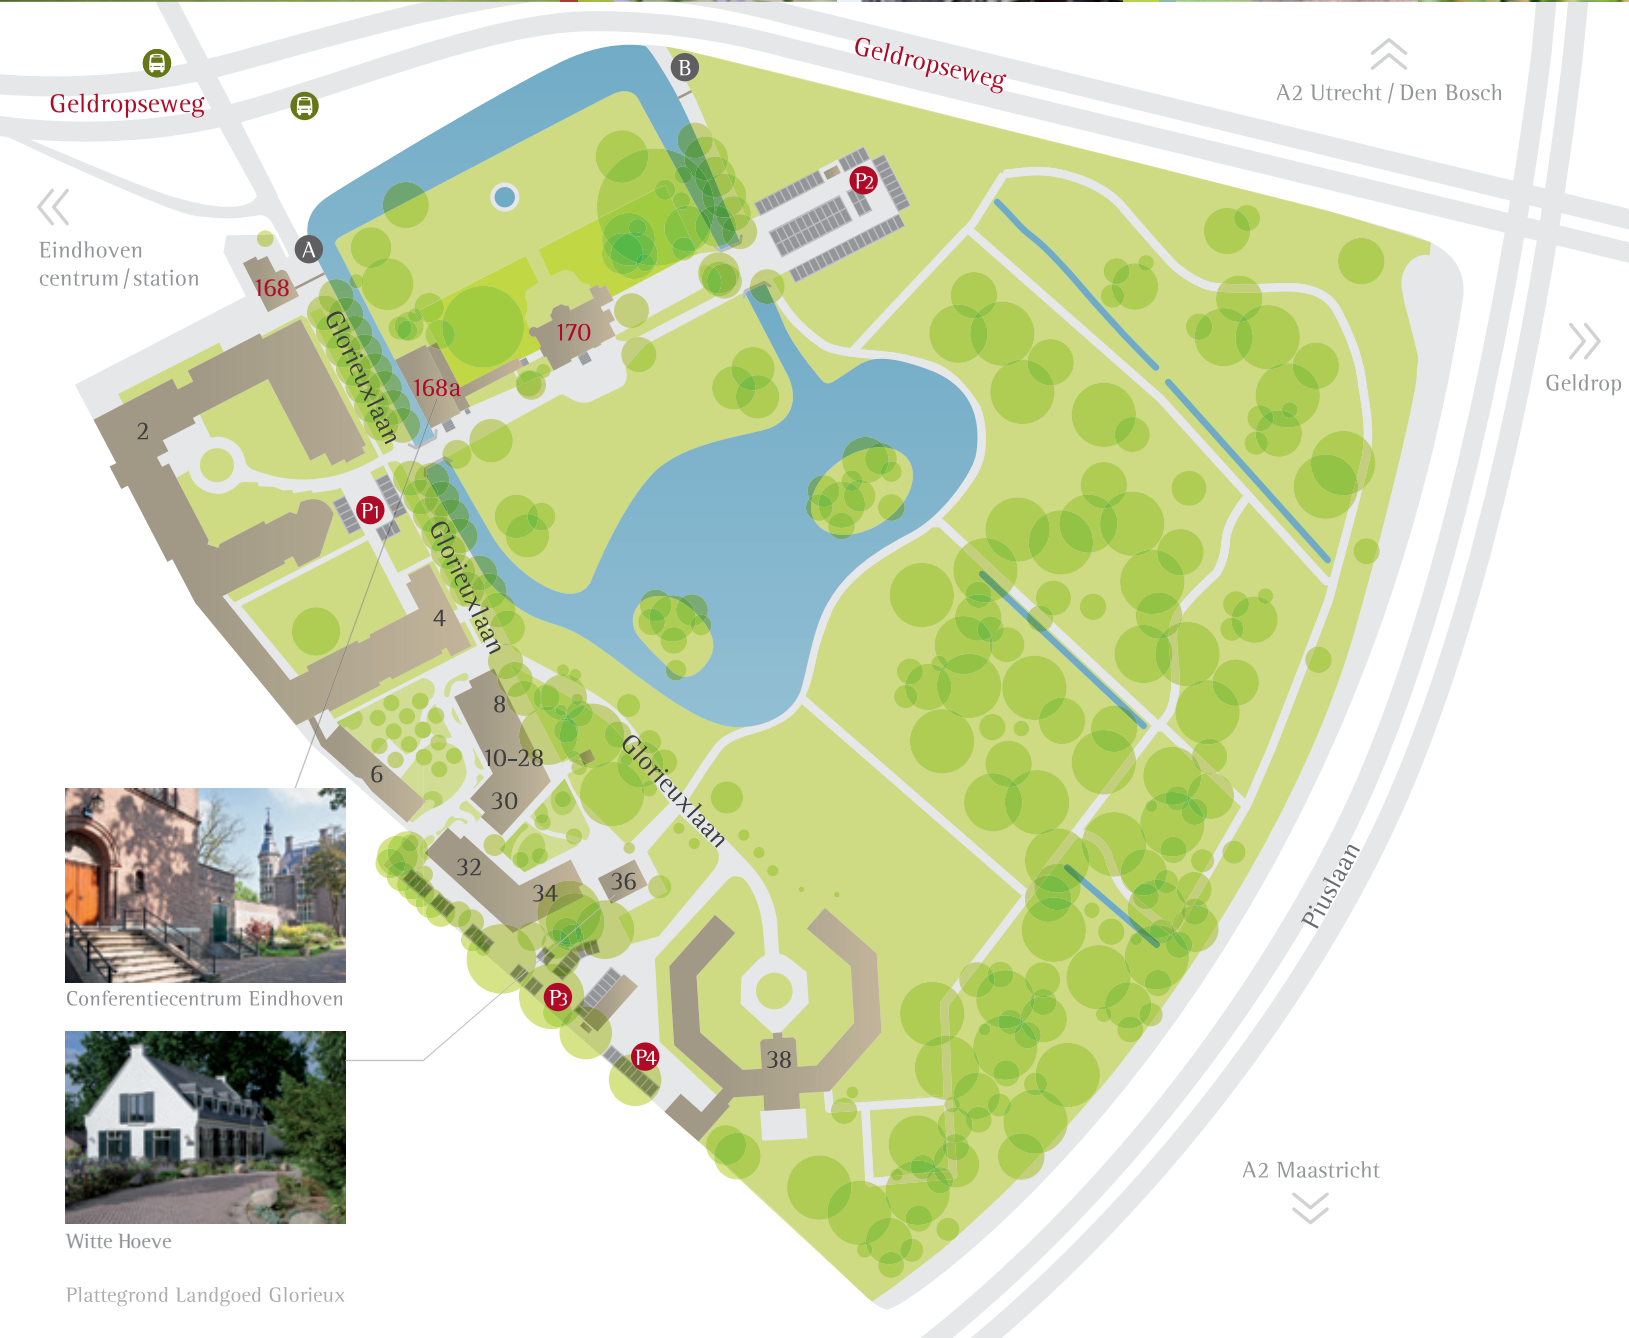 B
Geldropseweg
A2 Utrecht / Den Bosch
Geldropseweg
P2
Eindhoven
centrum / station
A
168
Glorieuxlaan
170
Geldrop
168a
2
P1
Glorieuxlaan
4
8
Glorieuxlaan
10-28
6
30
32
34
36
Piuslaan
P3
Conferentiecentrum Eindhoven
P4
38
A2 Maastricht
Witte Hoeve
Plattegrond Landgoed Glorieux